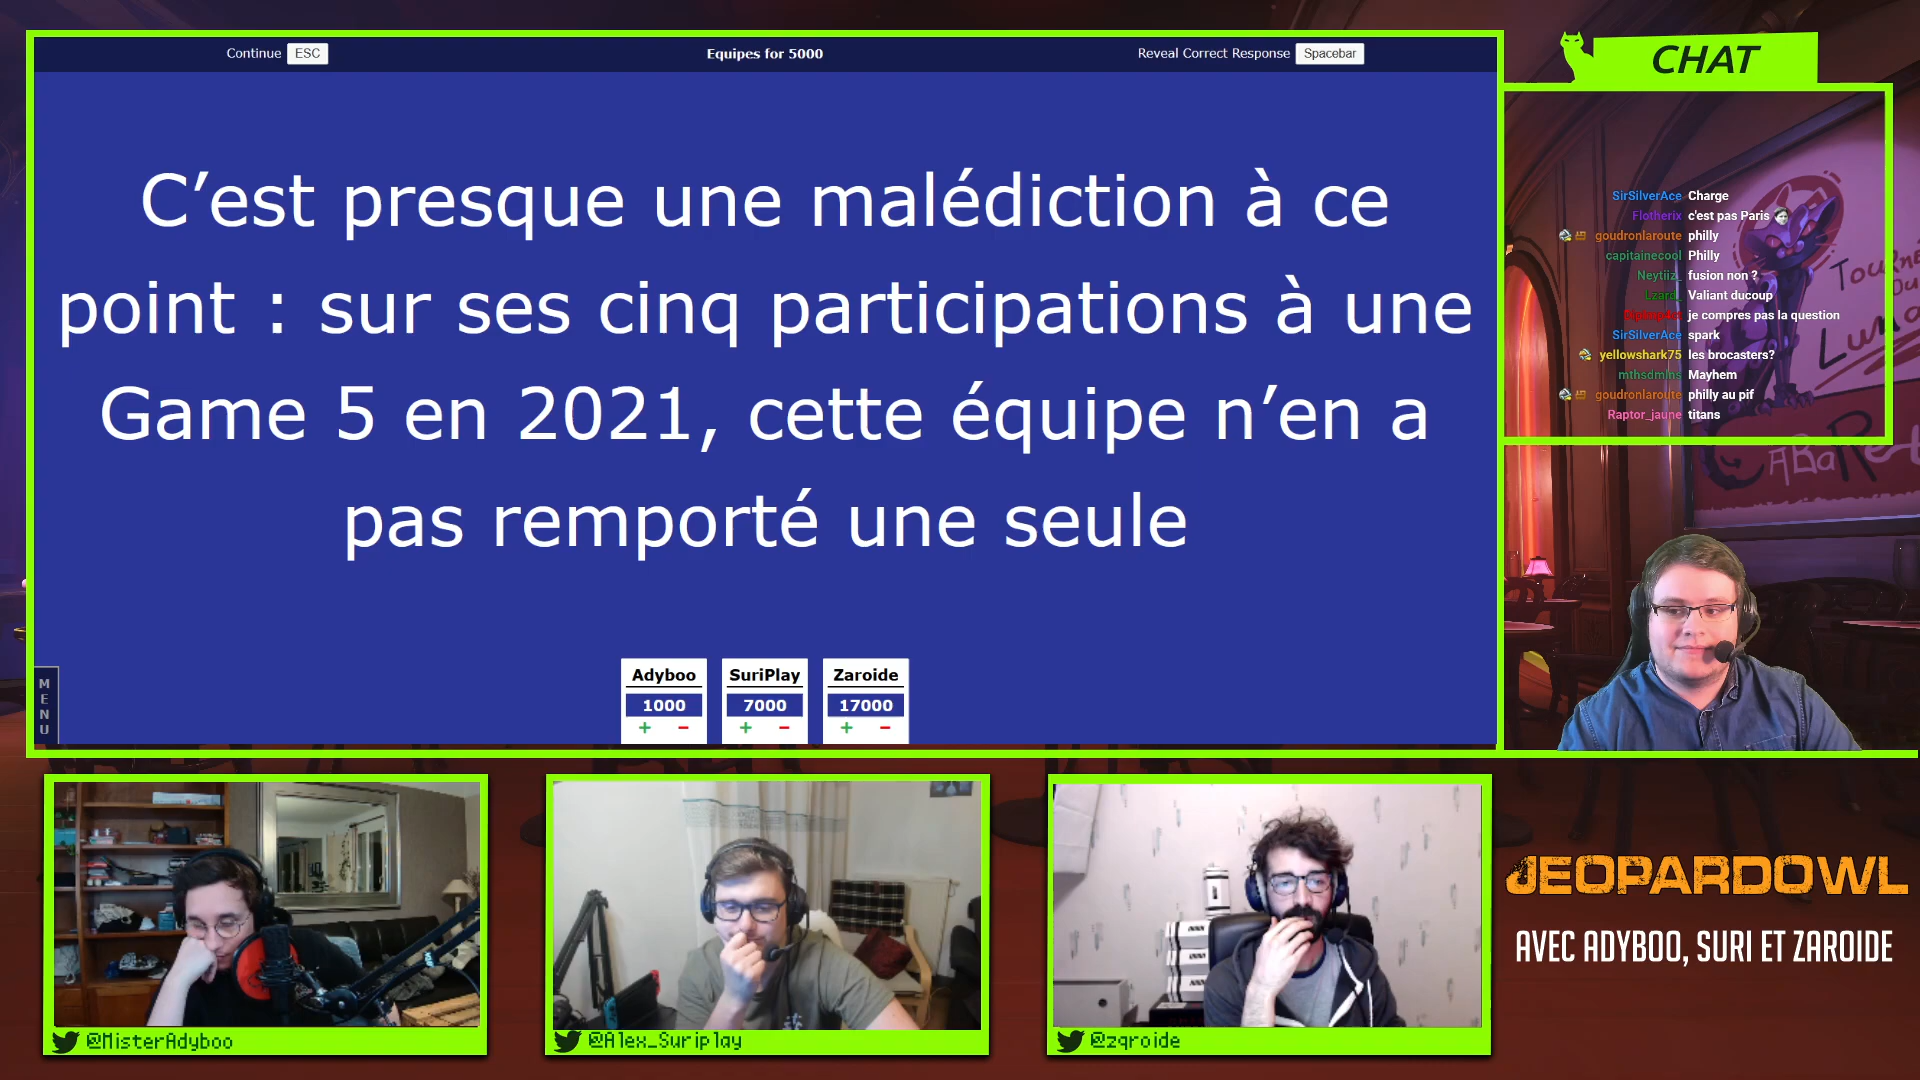 Continue ESC
Equipes for 5000
Reveal Correct Response Spacebar
C’est presque une malédiction à ce
point : sur ses cinq participations à une
Game 5 en 2021, cette équipe n’en a
pas remporté une seule
MENU
Adyboo
1000
+ −
SuriPlay
7000
+ −
Zaroide
17000
+ −
CHAT
SirSilverAce Charge
Flotherix c'est pas Paris
goudronlaroute philly
capitainecool Philly
Neytiiz_ fusion non ?
Lzard_ Valiant ducoup
je compres pas la question
SirSilverAce spark
yellowshark75 les brocasters?
mthsdmlns Mayhem
goudronlaroute philly au pif
Raptor_jaune titans
CABaRet
@MisterAdyboo
@Alex_Suriplay
@zqroide
JEOPARDOWL
AVEC ADYBOO, SURI ET ZAROIDE